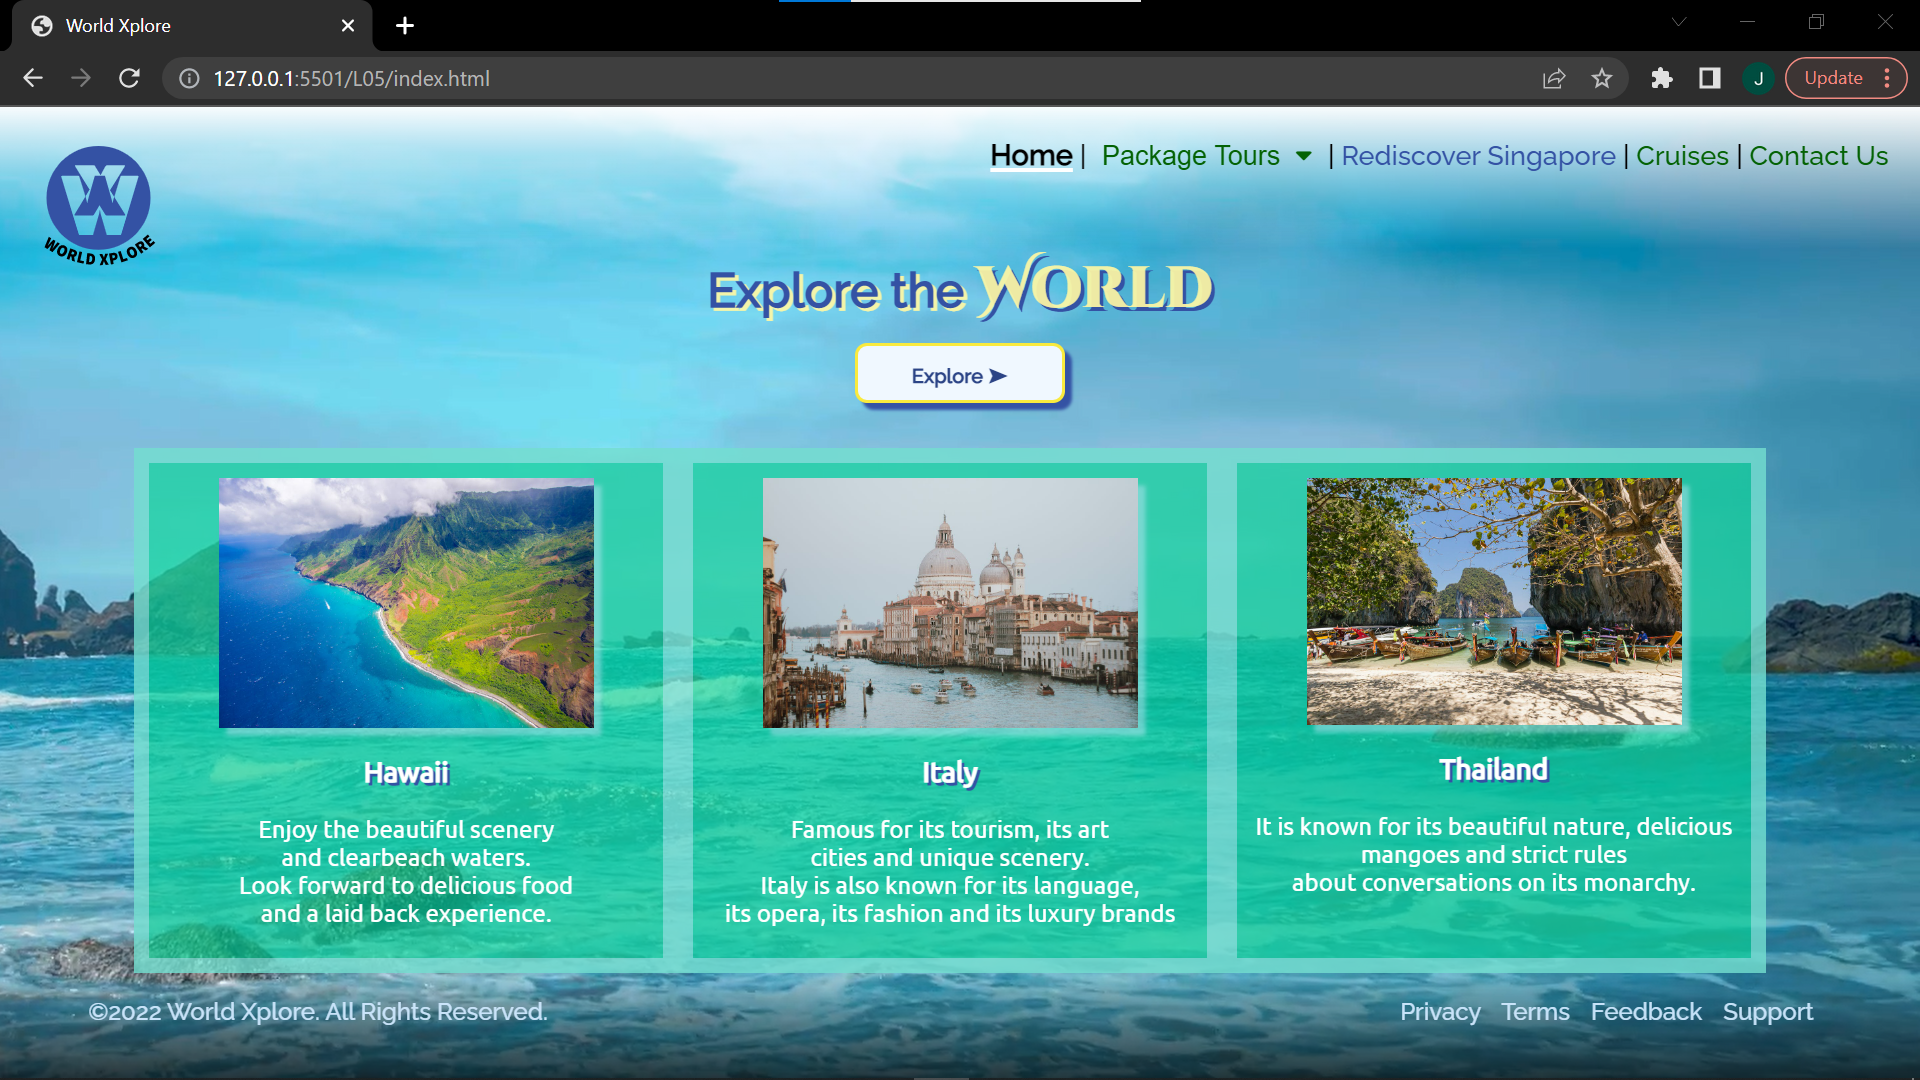 World Xplore
127.0.0.1:5501/L05/index.html
J
Update
WORLD XPLORE
Home | Package Tours | Rediscover Singapore | Cruises | Contact Us
Explore the WORLD
Explore
Hawaii
Enjoy the beautiful scenery
and clearbeach waters.
Look forward to delicious food
and a laid back experience.
Italy
Famous for its tourism, its art
cities and unique scenery.
Italy is also known for its language,
its opera, its fashion and its luxury brands
Thailand
It is known for its beautiful nature, delicious
mangoes and strict rules
about conversations on its monarchy.
©2022 World Xplore. All Rights Reserved.
Privacy Terms Feedback Support